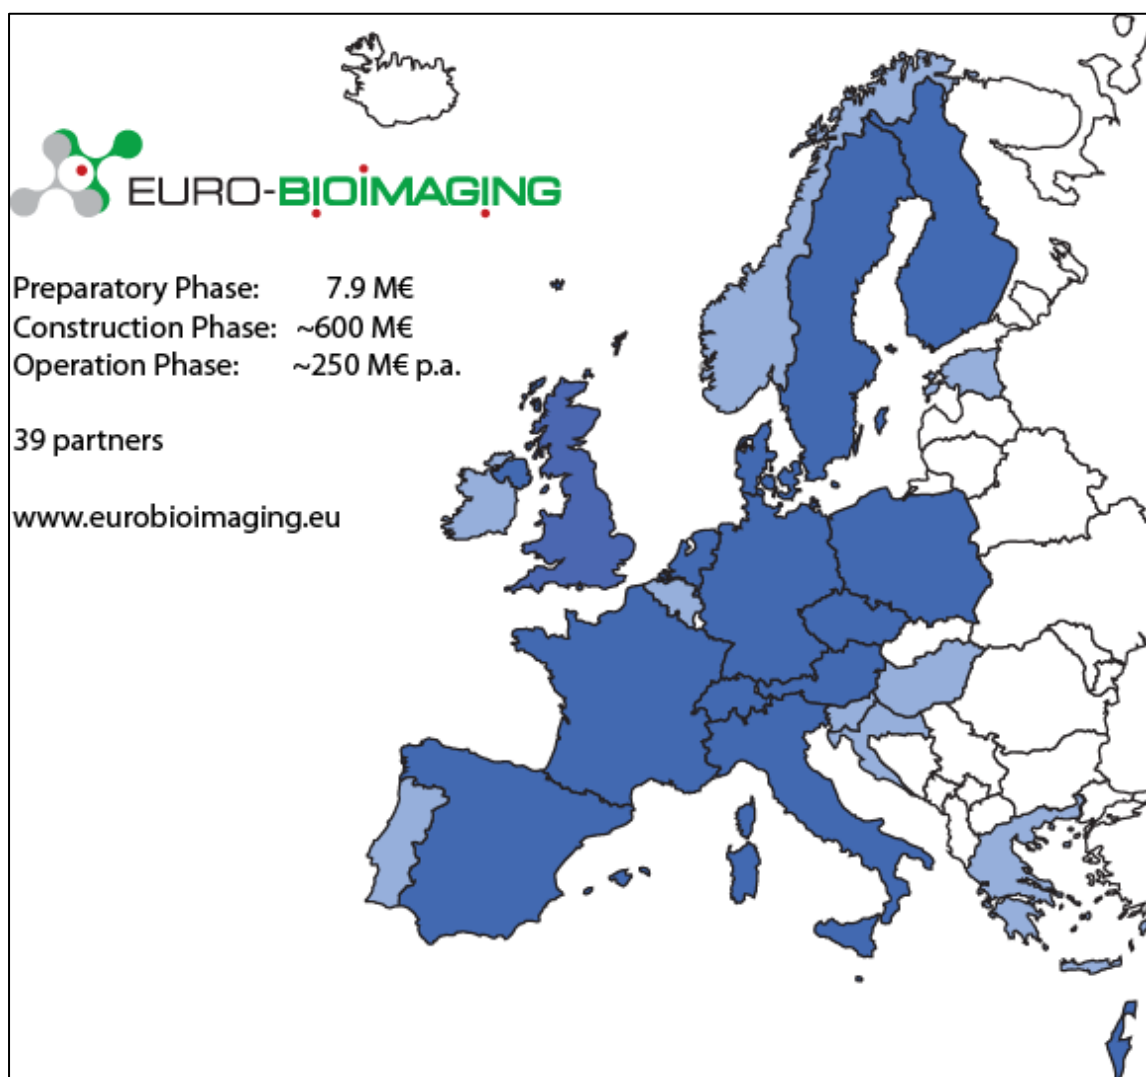 EURO-BIOIMAGING
Preparatory Phase: 7.9 M€
Construction Phase: ~600 M€
Operation Phase: ~250 M€ p.a.
39 partners
www.eurobioimaging.eu